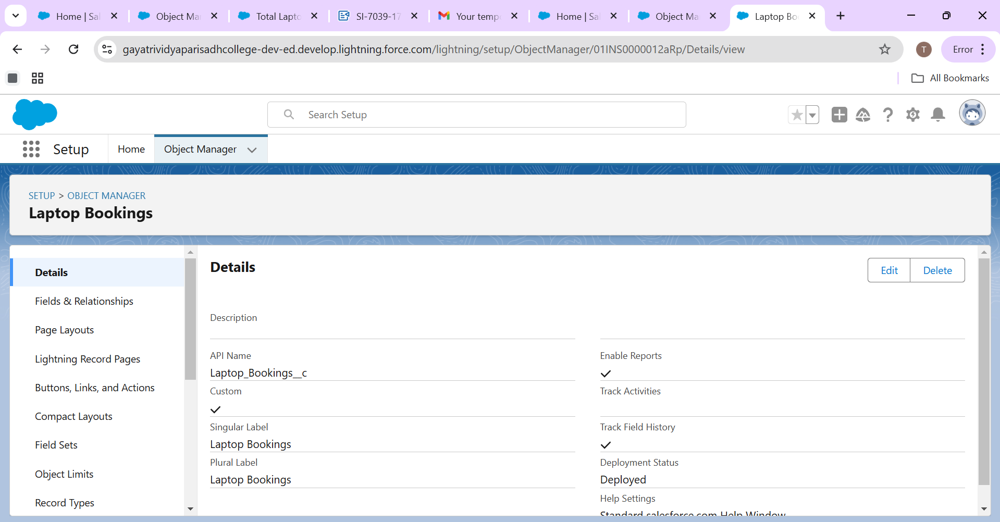 Home | Sal
Object Ma
Total Lapto
SI-7039-17
Your temp
Home | Sal
Object Ma
Laptop Bo
gayatrividyaparisadhcollege-dev-ed.develop.lightning.force.com/lightning/setup/ObjectManager/01INS0000012aRp/Details/view
T
Error
All Bookmarks
Search Setup
Setup
Home
Object Manager
SETUP > OBJECT MANAGER
Laptop Bookings
Details
Fields & Relationships
Page Layouts
Lightning Record Pages
Buttons, Links, and Actions
Compact Layouts
Field Sets
Object Limits
Record Types
Details
Edit
Delete
Description
API Name
Laptop_Bookings__c
Custom
Singular Label
Laptop Bookings
Plural Label
Laptop Bookings
Enable Reports
Track Activities
Track Field History
Deployment Status
Deployed
Help Settings
Standard salesforce.com Help Window